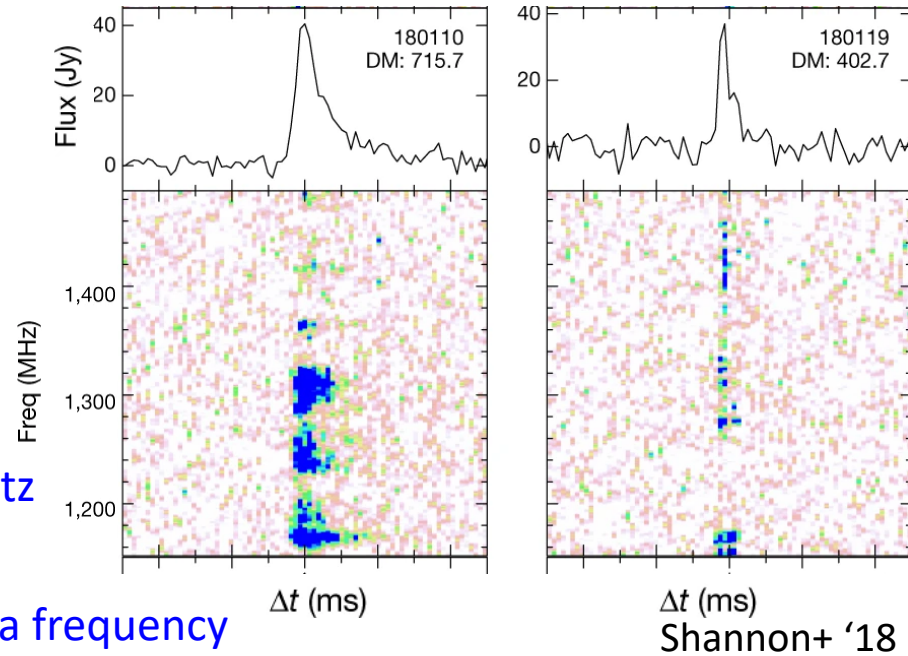 180110
DM: 715.7
Flux (Jy)
40
20
0
180119
DM: 402.7
40
20
0
Freq (MHz)
1,400
1,300
1,200
tz
Δt (ms)
Δt (ms)
a frequency
Shannon+ ‘18